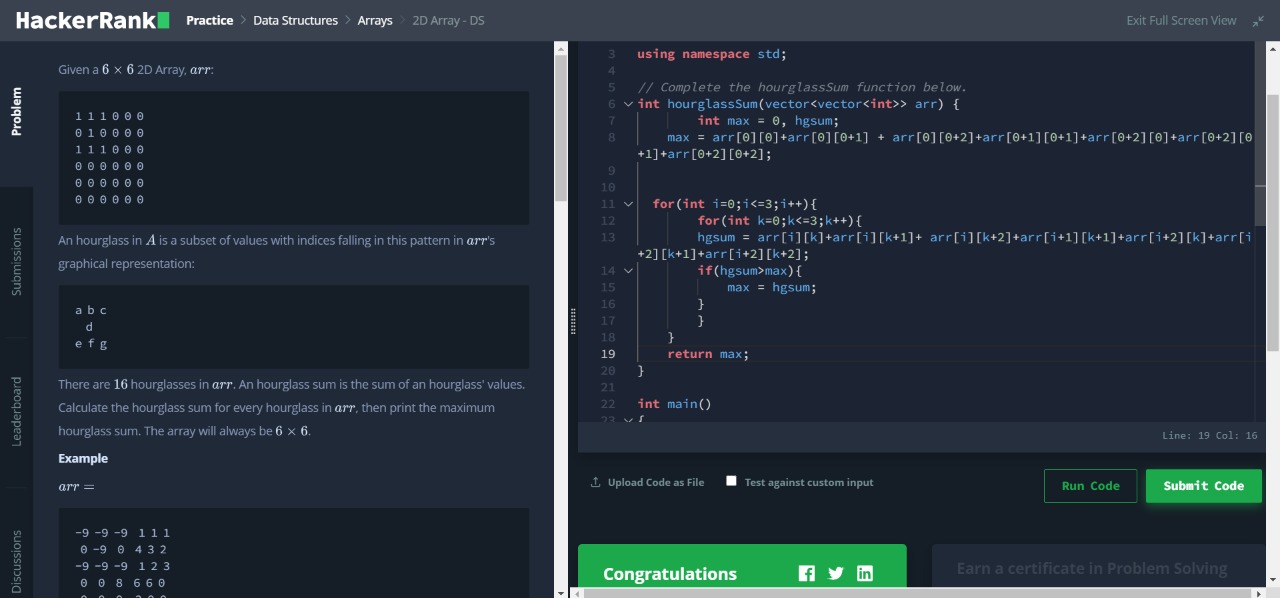 HackerRank
Practice > Data Structures > Arrays > 2D Array - DS
Exit Full Screen View
Problem
Submissions
Leaderboard
Discussions
Given a 6 × 6 2D Array, arr:
1 1 1 0 0 0
0 1 0 0 0 0
1 1 1 0 0 0
0 0 0 0 0 0
0 0 0 0 0 0
0 0 0 0 0 0
An hourglass in A is a subset of values with indices falling in this pattern in arr's
graphical representation:
a b c
d
e f g
There are 16 hourglasses in arr. An hourglass sum is the sum of an hourglass' values.
Calculate the hourglass sum for every hourglass in arr, then print the maximum
hourglass sum. The array will always be 6 × 6.
Example
arr =
-9 -9 -9 1 1 1
0 -9 0 4 3 2
-9 -9 -9 1 2 3
0 0 8 6 6 0
3 using namespace std;
4
5 // Complete the hourglassSum function below.
6 int hourglassSum(vector<vector<int>> arr) {
7 int max = 0, hgsum;
8 max = arr[0][0]+arr[0][0+1] + arr[0][0+2]+arr[0+1][0+1]+arr[0+2][0]+arr[0+2][0
+1]+arr[0+2][0+2];
9
10
11 for(int i=0;i<=3;i++){
12 for(int k=0;k<=3;k++){
13 hgsum = arr[i][k]+arr[i][k+1]+ arr[i][k+2]+arr[i+1][k+1]+arr[i+2][k]+arr[i
+2][k+1]+arr[i+2][k+2];
14 if(hgsum>max){
15 max = hgsum;
16 }
17 }
18 }
19 return max;
20 }
21
22 int main()
23 {
Line: 19 Col: 16
Upload Code as File
Test against custom input
Run Code
Submit Code
Congratulations
Earn a certificate in Problem Solving